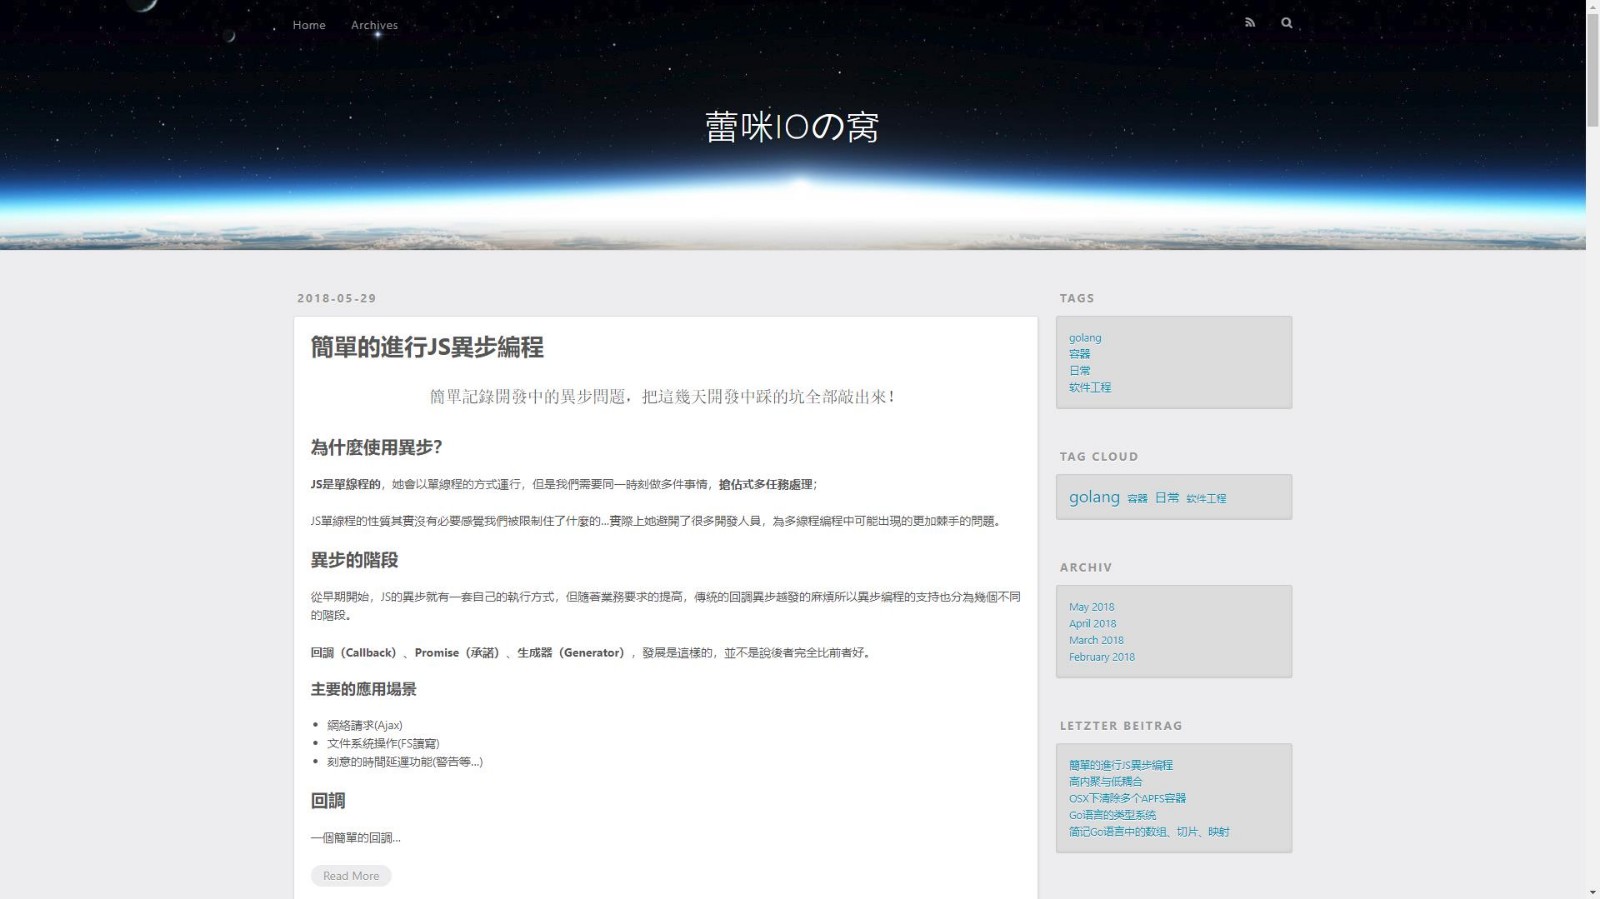 Home Archives
蕾咪IOの窝
2018-05-29
簡單的進行JS異步編程
簡單記錄開發中的異步問題，把這幾天開發中踩的坑全部敲出來！
為什麼使用異步？
JS是單線程的，她會以單線程的方式運行，但是我們需要同一時刻做多件事情，搶佔式多任務處理；
JS單線程的性質其實沒有必要感覺我們被限制住了什麼的...實際上她避開了很多開發人員，為多線程編程中可能出現的更加棘手的問題。
異步的階段
從早期開始，JS的異步就有一套自己的執行方式，但隨著業務要求的提高，傳統的回調異步越發的麻煩所以異步編程的支持也分為幾個不同
的階段。
回調（Callback）、Promise（承諾）、生成器（Generator），發展是這樣的，並不是說後者完全比前者好。
主要的應用場景
網絡請求(Ajax)
文件系統操作(FS讀寫)
刻意的時間延遲功能(警告等...)
回調
一個簡單的回調...
Read More
TAGS
golang
容器
日常
软件工程
TAG CLOUD
golang 容器 日常 软件工程
ARCHIV
May 2018
April 2018
March 2018
February 2018
LETZTER BEITRAG
簡單的進行JS異步編程
高内聚与低耦合
OSX下清除多个APFS容器
Go语言的类型系统
简记Go语言中的数组、切片、映射